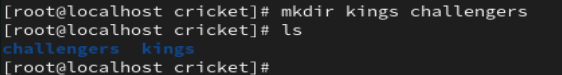 [root@localhost cricket]# mkdir kings challengers
[root@localhost cricket]# ls
challengers  kings
[root@localhost cricket]#